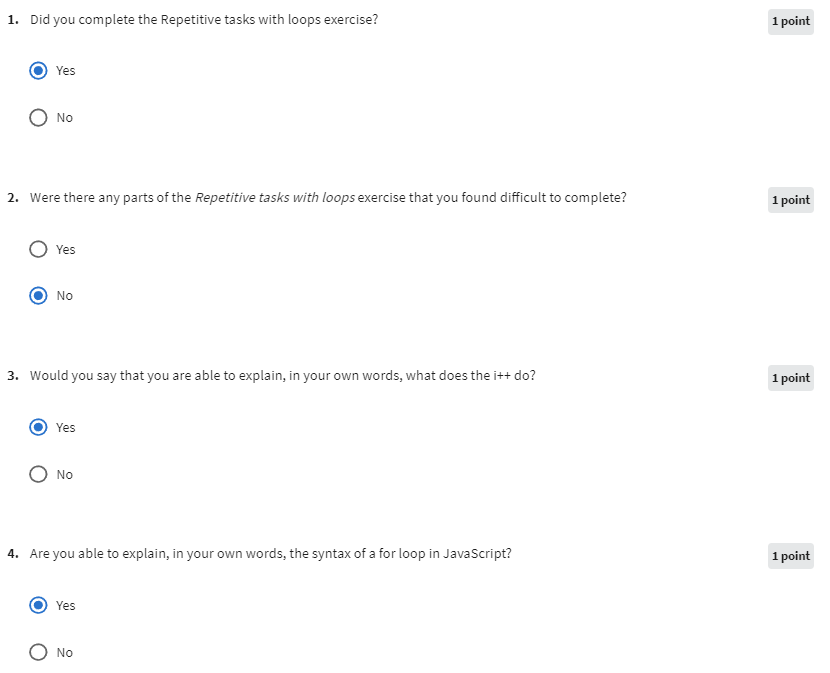 1. Did you complete the Repetitive tasks with loops exercise? 1 point
Yes
No
2. Were there any parts of the Repetitive tasks with loops exercise that you found difficult to complete? 1 point
Yes
No
3. Would you say that you are able to explain, in your own words, what does the i++ do? 1 point
Yes
No
4. Are you able to explain, in your own words, the syntax of a for loop in JavaScript? 1 point
Yes
No